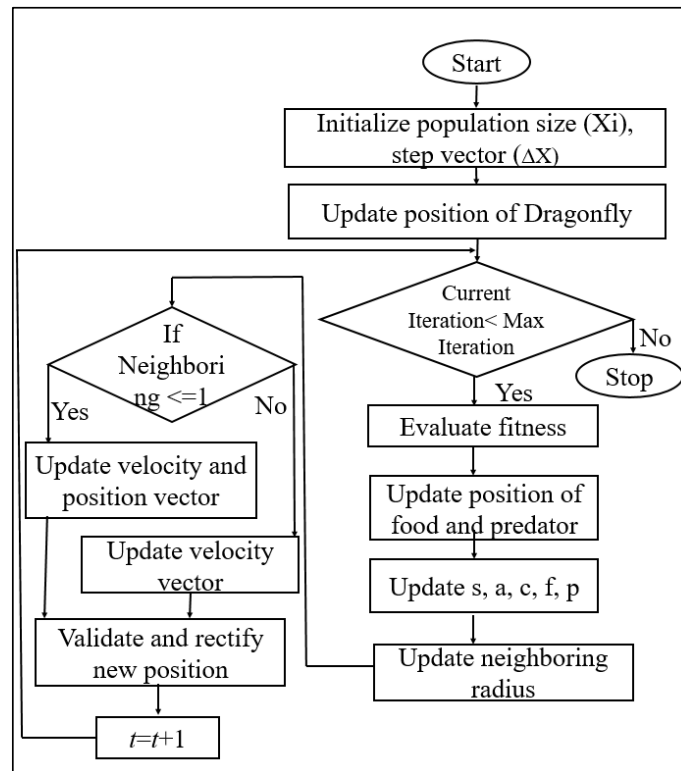 Start
Initialize population size (Xi),
step vector (ΔX)
Update position of Dragonfly
Current
Iteration< Max
Iteration
No
Stop
Yes
Evaluate fitness
Update position of
food and predator
Update s, a, c, f, p
Update neighboring
radius
If
Neighbori
ng <=1
Yes
No
Update velocity and
position vector
Update velocity
vector
Validate and rectify
new position
t=t+1